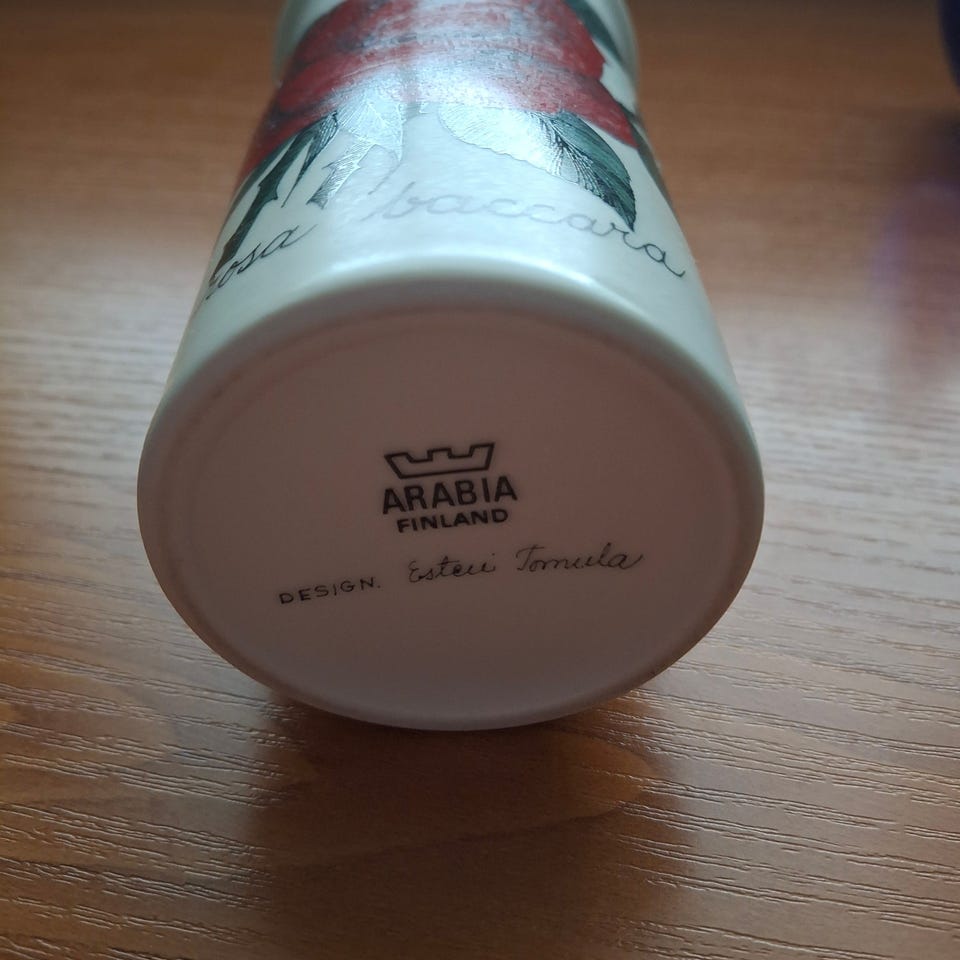 rosa baccara
ARABIA
FINLAND
DESIGN. Esteri Tomula